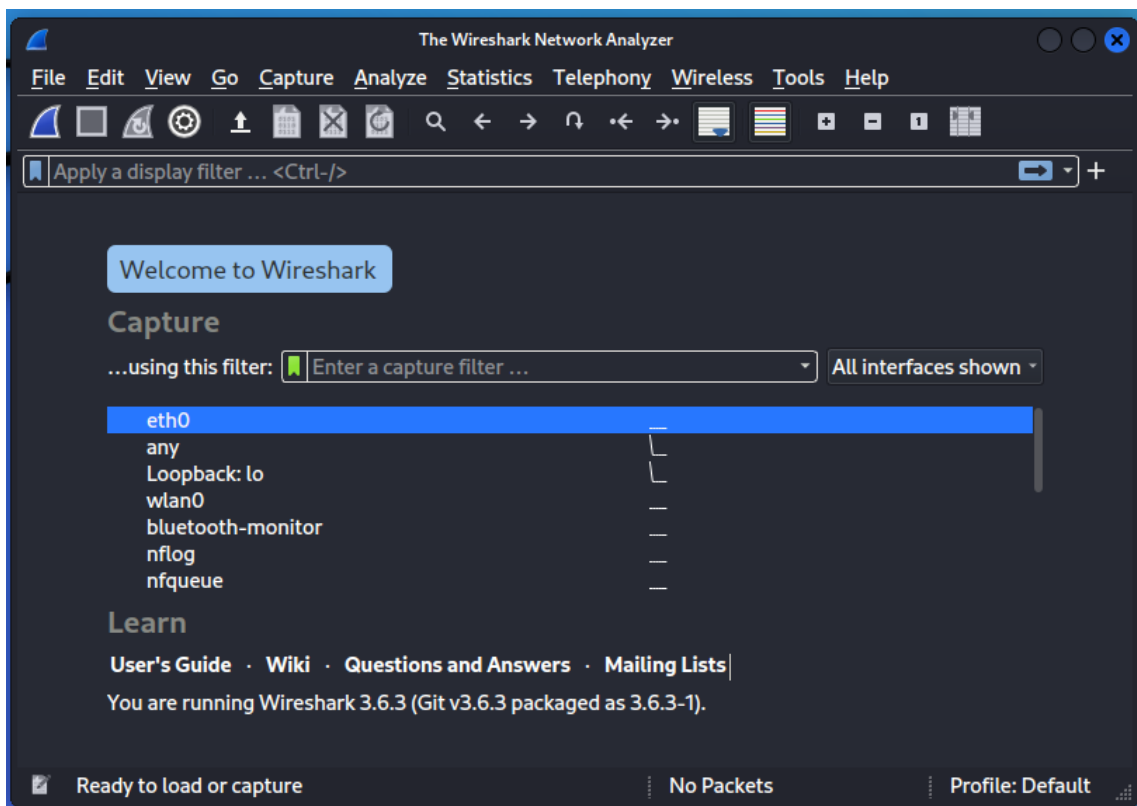 The Wireshark Network Analyzer
File Edit View Go Capture Analyze Statistics Telephony Wireless Tools Help
Apply a display filter … <Ctrl-/>
Welcome to Wireshark
Capture
…using this filter: Enter a capture filter … All interfaces shown
eth0
any
Loopback: lo
wlan0
bluetooth-monitor
nflog
nfqueue
Learn
User's Guide · Wiki · Questions and Answers · Mailing Lists
You are running Wireshark 3.6.3 (Git v3.6.3 packaged as 3.6.3-1).
Ready to load or capture No Packets Profile: Default